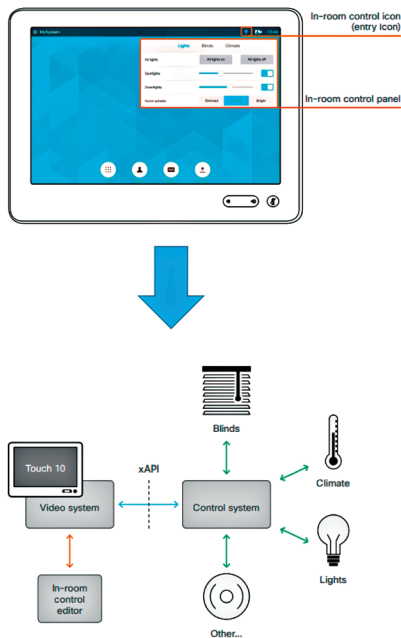 In-room control icon
(entry icon)
MySystem
Lights Blinds Climate
All lights All lights on All lights off
Spotlights
Downlights
Room presets Dimmed Bright
In-room control panel
Blinds
Touch 10
xAPI
Climate
Video system
Control system
Lights
In-room
control
editor
Other...